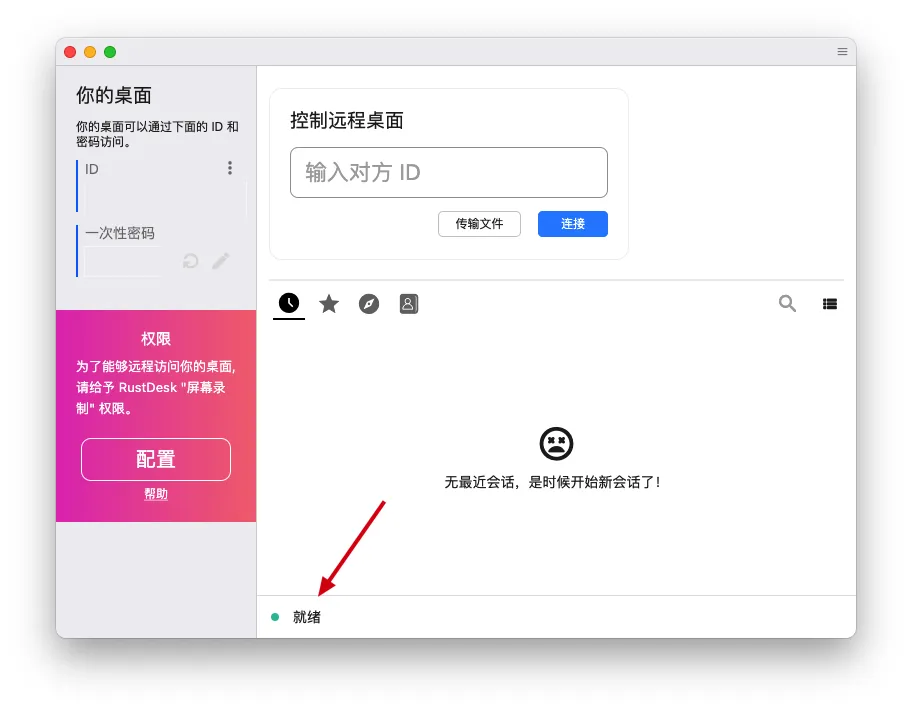 你的桌面
你的桌面可以通过下面的 ID 和
密码访问。
ID
一次性密码
权限
为了能够远程访问你的桌面,
请给予 RustDesk "屏幕录
制" 权限。
配置
帮助
控制远程桌面
输入对方 ID
传输文件
连接
无最近会话，是时候开始新会话了！
就绪